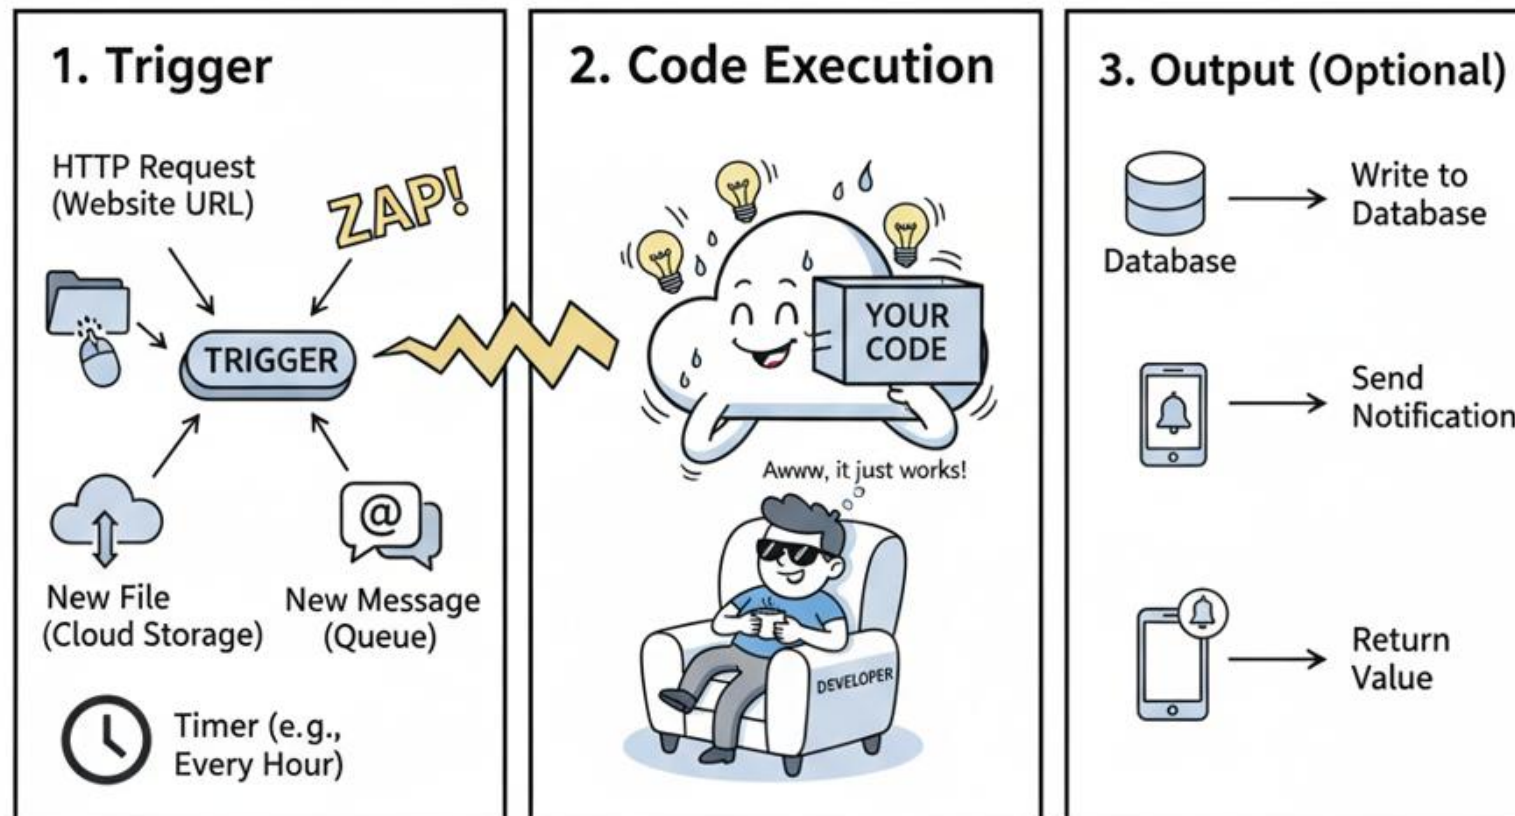 1. Trigger
HTTP Request
(Website URL)
ZAP!
TRIGGER
@
New File
(Cloud Storage)
New Message
(Queue)
Timer (e.g.,
Every Hour)
2. Code Execution
YOUR
CODE
Awww, it just works!
DEVELOPER
3. Output (Optional)
Database
Write to
Database
Send
Notification
Return
Value